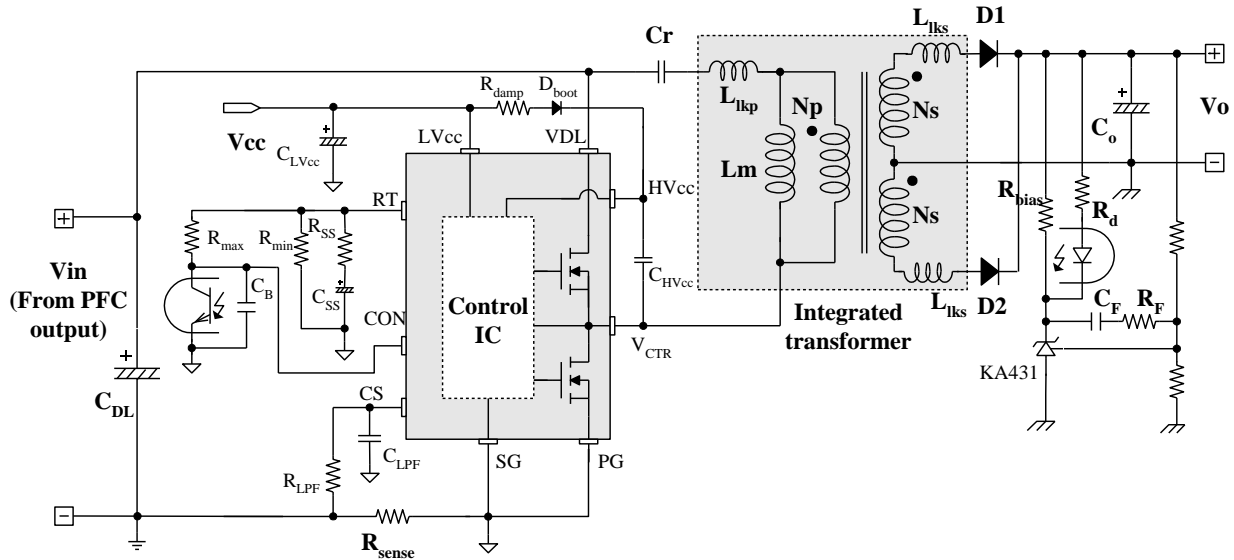 Cr
L_lkp
Lm
Np
Ns
Ns
L_lks
D1
L_lks
D2
Integrated
transformer
+
Vo
-
C_o
+
R_bias
R_d
C_F
R_F
KA431
R_damp
D_boot
Vcc
+
C_LVcc
LVcc
VDL
HVcc
C_HVcc
RT
R_max
R_min
R_SS
C_B
+
C_SS
CON
Control
IC
V_CTR
CS
SG
PG
C_LPF
R_LPF
R_sense
+
Vin
(From PFC
output)
+
C_DL
-